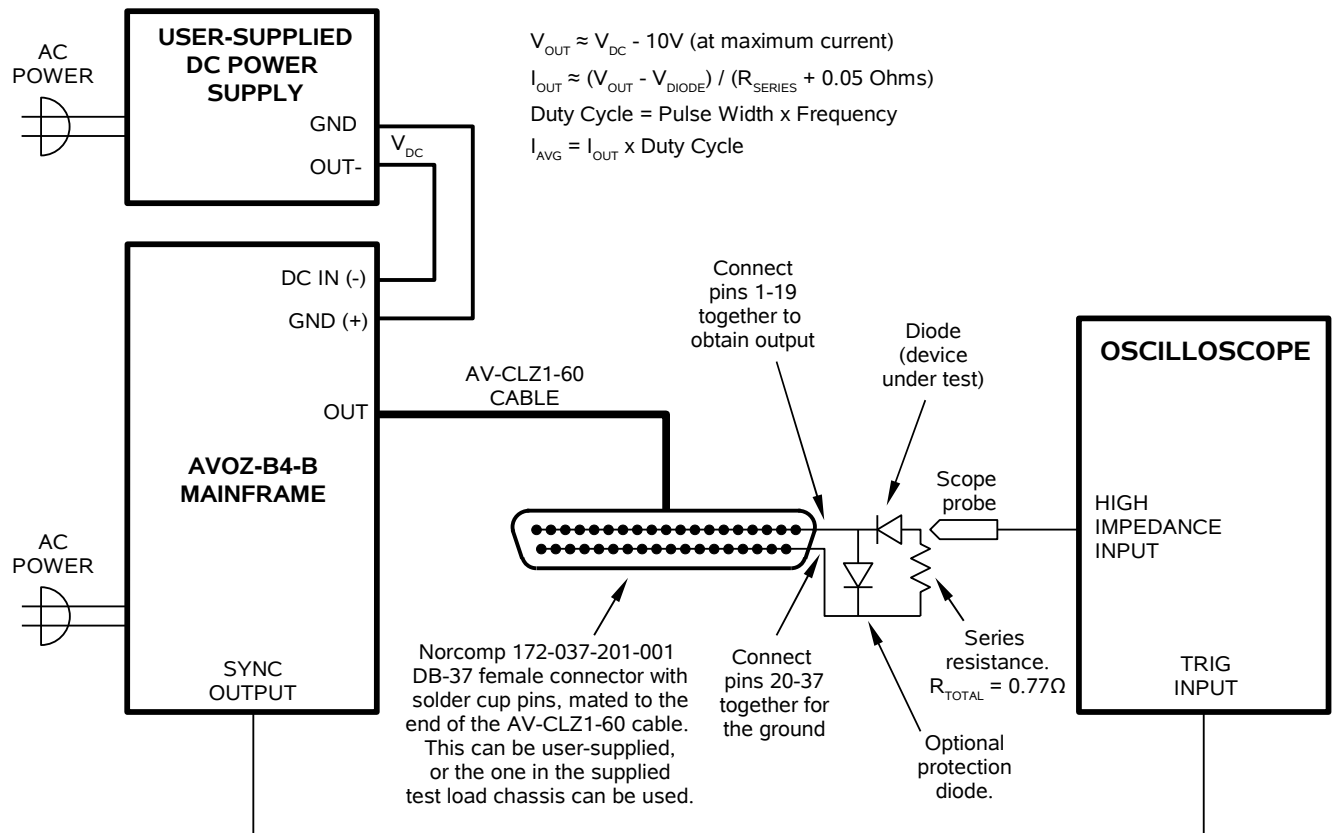 AC
POWER
USER-SUPPLIED
DC POWER
SUPPLY
GND
V_DC
OUT-
V_OUT ≈ V_DC - 10V (at maximum current)
I_OUT ≈ (V_OUT - V_DIODE) / (R_SERIES + 0.05 Ohms)
Duty Cycle = Pulse Width x Frequency
I_AVG = I_OUT x Duty Cycle
DC IN (-)
GND (+)
OUT
AVOZ-B4-B
MAINFRAME
AC
POWER
SYNC
OUTPUT
AV-CLZ1-60
CABLE
Connect
pins 1-19
together to
obtain output
Diode
(device
under test)
Scope
probe
OSCILLOSCOPE
HIGH
IMPEDANCE
INPUT
TRIG
INPUT
Norcomp 172-037-201-001
DB-37 female connector with
solder cup pins, mated to the
end of the AV-CLZ1-60 cable.
This can be user-supplied,
or the one in the supplied
test load chassis can be used.
Connect
pins 20-37
together for
the ground
Series
resistance.
R_TOTAL = 0.77Ω
Optional
protection
diode.